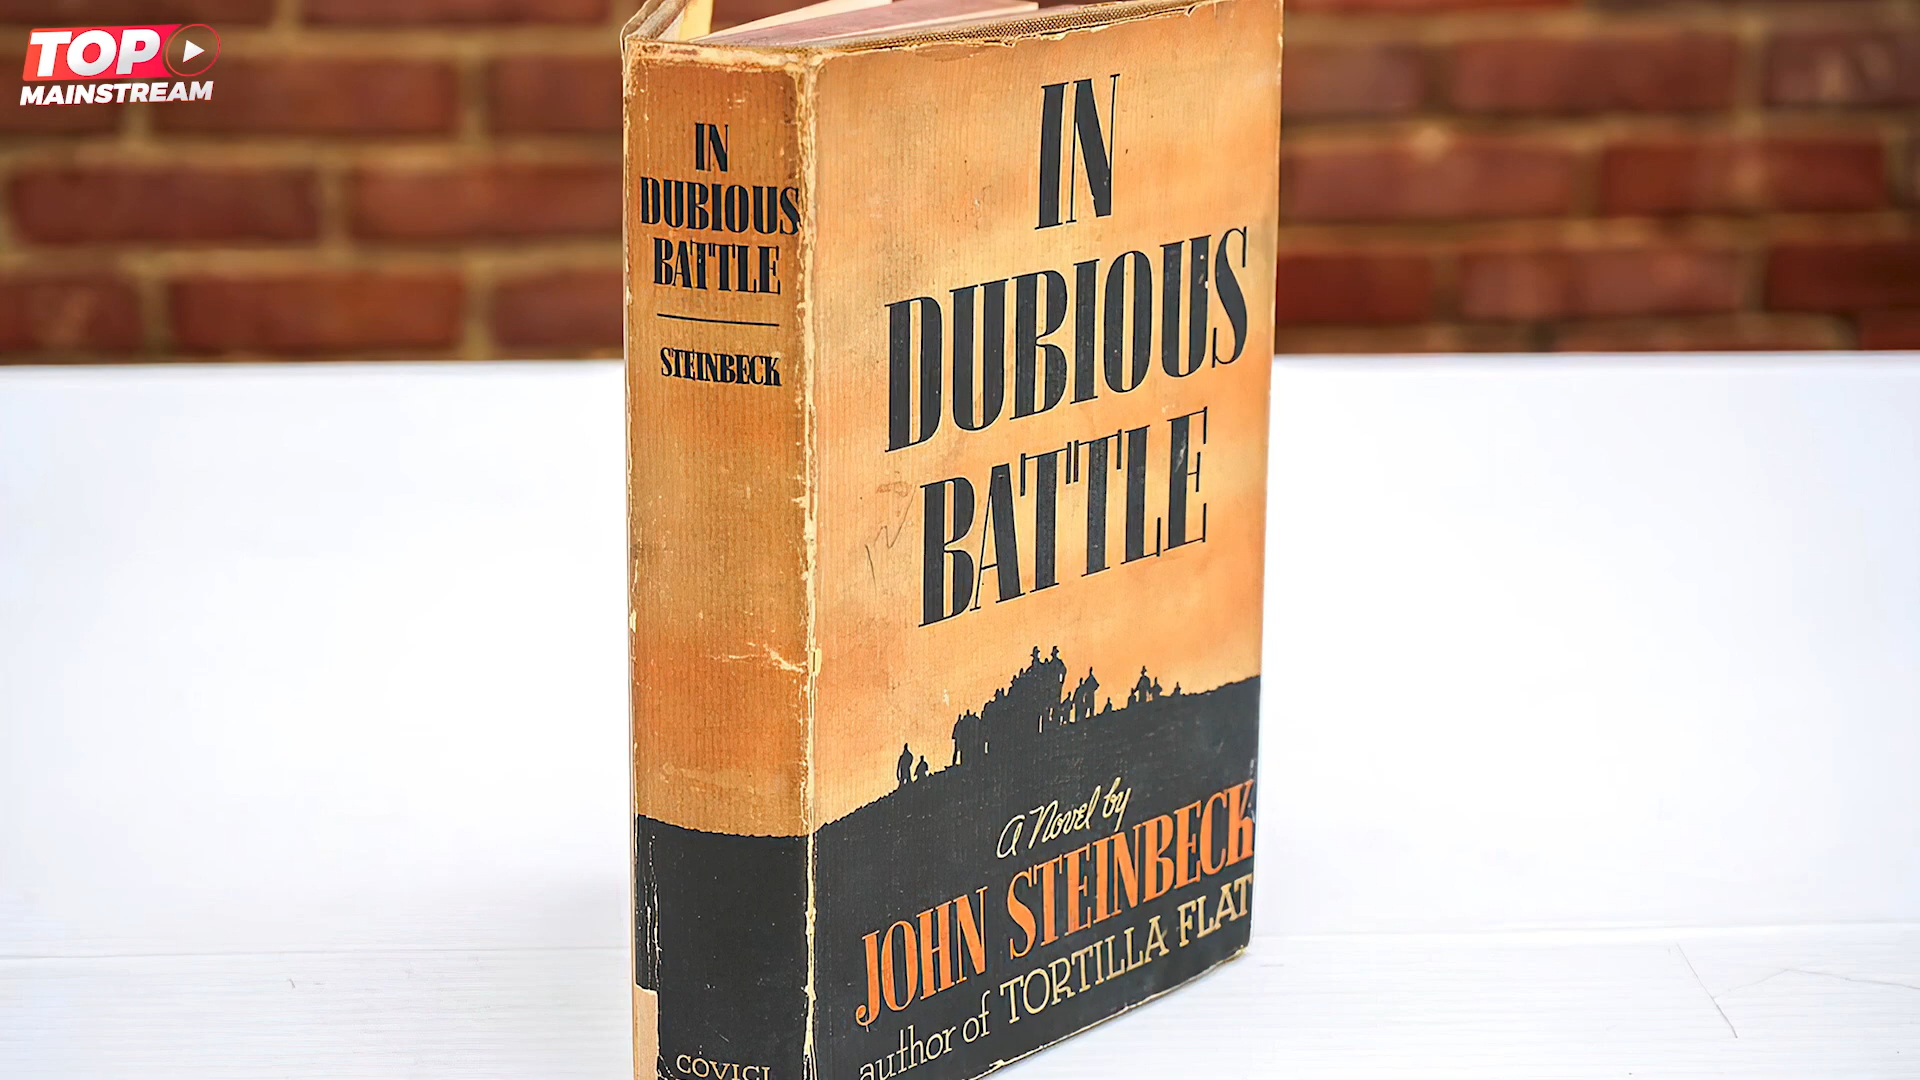 TOP
MAINSTREAM
IN
DUBIOUS
BATTLE
STEINBECK
COVICI
IN
DUBIOUS
BATTLE
a Novel by
JOHN STEINBECK
author of TORTILLA FLAT